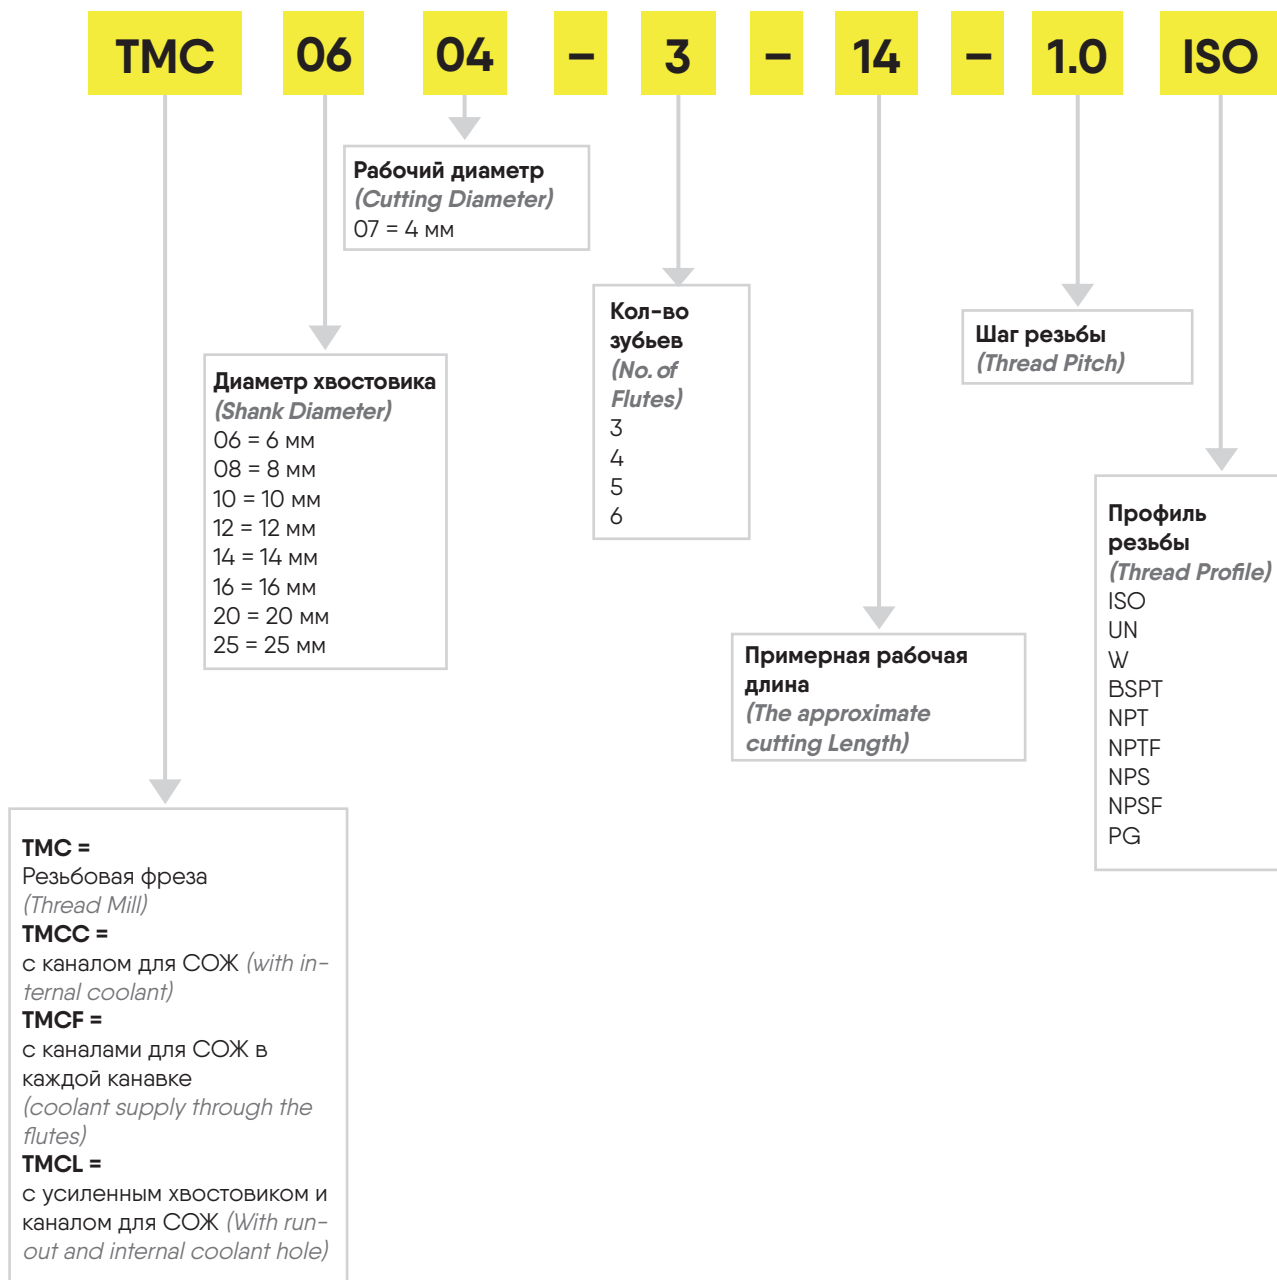 TMC 06 04 – 3 – 14 – 1.0 ISO
Рабочий диаметр
(Cutting Diameter)
07 = 4 мм
Диаметр хвостовика
(Shank Diameter)
06 = 6 мм
08 = 8 мм
10 = 10 мм
12 = 12 мм
14 = 14 мм
16 = 16 мм
20 = 20 мм
25 = 25 мм
Кол-во
зубьев
(No. of
Flutes)
3
4
5
6
Шаг резьбы
(Thread Pitch)
Профиль
резьбы
(Thread Profile)
ISO
UN
W
BSPT
NPT
NPTF
NPS
NPSF
PG
Примерная рабочая
длина
(The approximate
cutting Length)
TMC =
Резьбовая фреза
(Thread Mill)
TMCC =
с каналом для СОЖ (with in-
ternal coolant)
TMCF =
с каналами для СОЖ в
каждой канавке
(coolant supply through the
flutes)
TMCL =
с усиленным хвостовиком и
каналом для СОЖ (With run-
out and internal coolant hole)